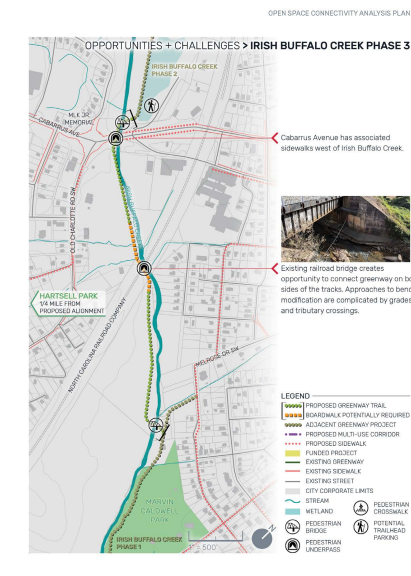 OPEN SPACE CONNECTIVITY ANALYSIS PLAN
OPPORTUNITIES + CHALLENGES > IRISH BUFFALO CREEK PHASE 3
IRISH BUFFALO CREEK
PHASE 2
MLK JR.
MEMORIAL
CABARRUS AVE
Cabarrus Avenue has associated
sidewalks west of Irish Buffalo Creek.
OLD CHARLOTTE RD SW
Existing railroad bridge creates
opportunity to connect greenway on bo
sides of the tracks. Approaches to bend
modification are complicated by grades
and tributary crossings.
HARTSELL PARK
1/4 MILE FROM
PROPOSED ALIGNMENT
NORTH CAROLINA RAILROAD COMPANY
MELROSE DR SW
MARVIN
CALDWELL
PARK
IRISH BUFFALO CREEK
PHASE 1
1" = 500'
LEGEND
PROPOSED GREENWAY TRAIL
BOARDWALK POTENTIALLY REQUIRED
ADJACENT GREENWAY PROJECT
PROPOSED MULTI-USE CORRIDOR
PROPOSED SIDEWALK
FUNDED PROJECT
EXISTING GREENWAY
EXISTING SIDEWALK
EXISTING STREET
CITY CORPORATE LIMITS
STREAM
WETLAND
PEDESTRIAN
BRIDGE
PEDESTRIAN
UNDERPASS
PEDESTRIAN
CROSSWALK
POTENTIAL
TRAILHEAD
PARKING